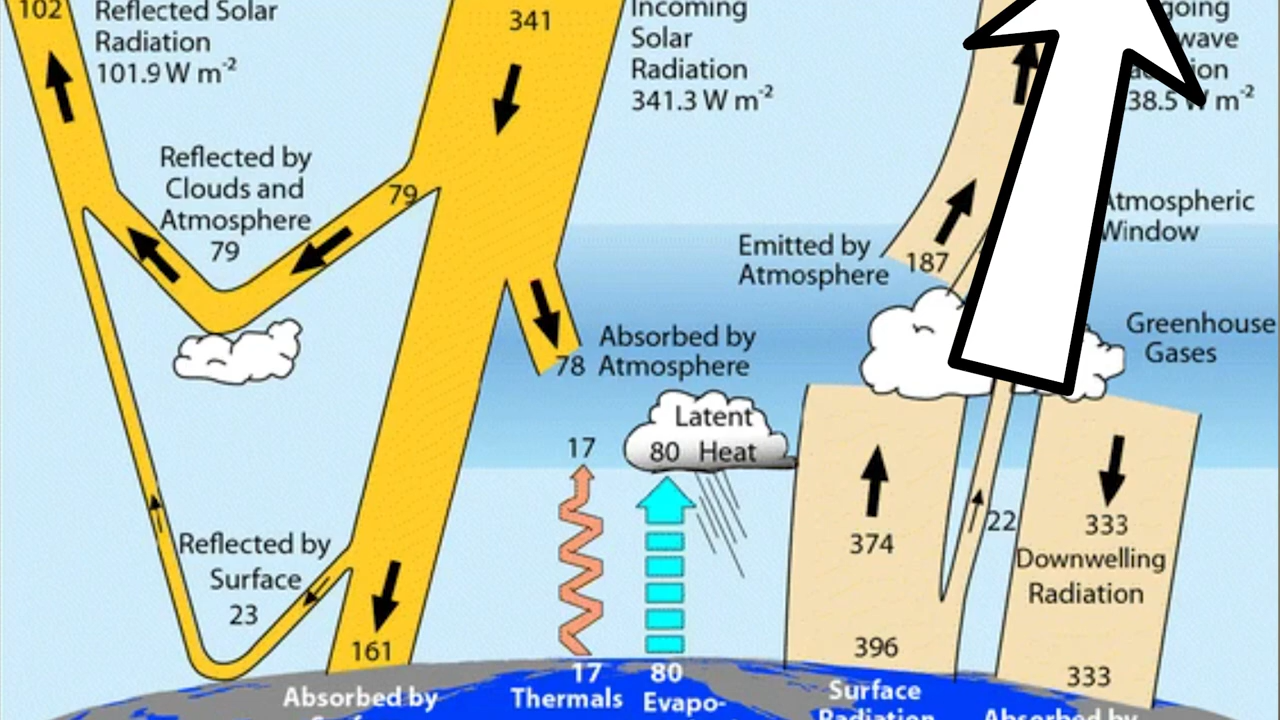 102
Reflected Solar
Radiation
101.9 W m-2
341
Incoming
Solar
Radiation
341.3 W m-2
38.5 W m-2
Reflected by
Clouds and
Atmosphere
79
79
Emitted by
Atmosphere
187
Atmospheric
Window
Greenhouse
Gases
Absorbed by
78 Atmosphere
Latent
80 Heat
17
374
22
333
Downwelling
Radiation
Reflected by
Surface
23
161
396
333
17
Thermals
80
Evapo-
Absorbed by
Surface
Radiation
Absorbed by